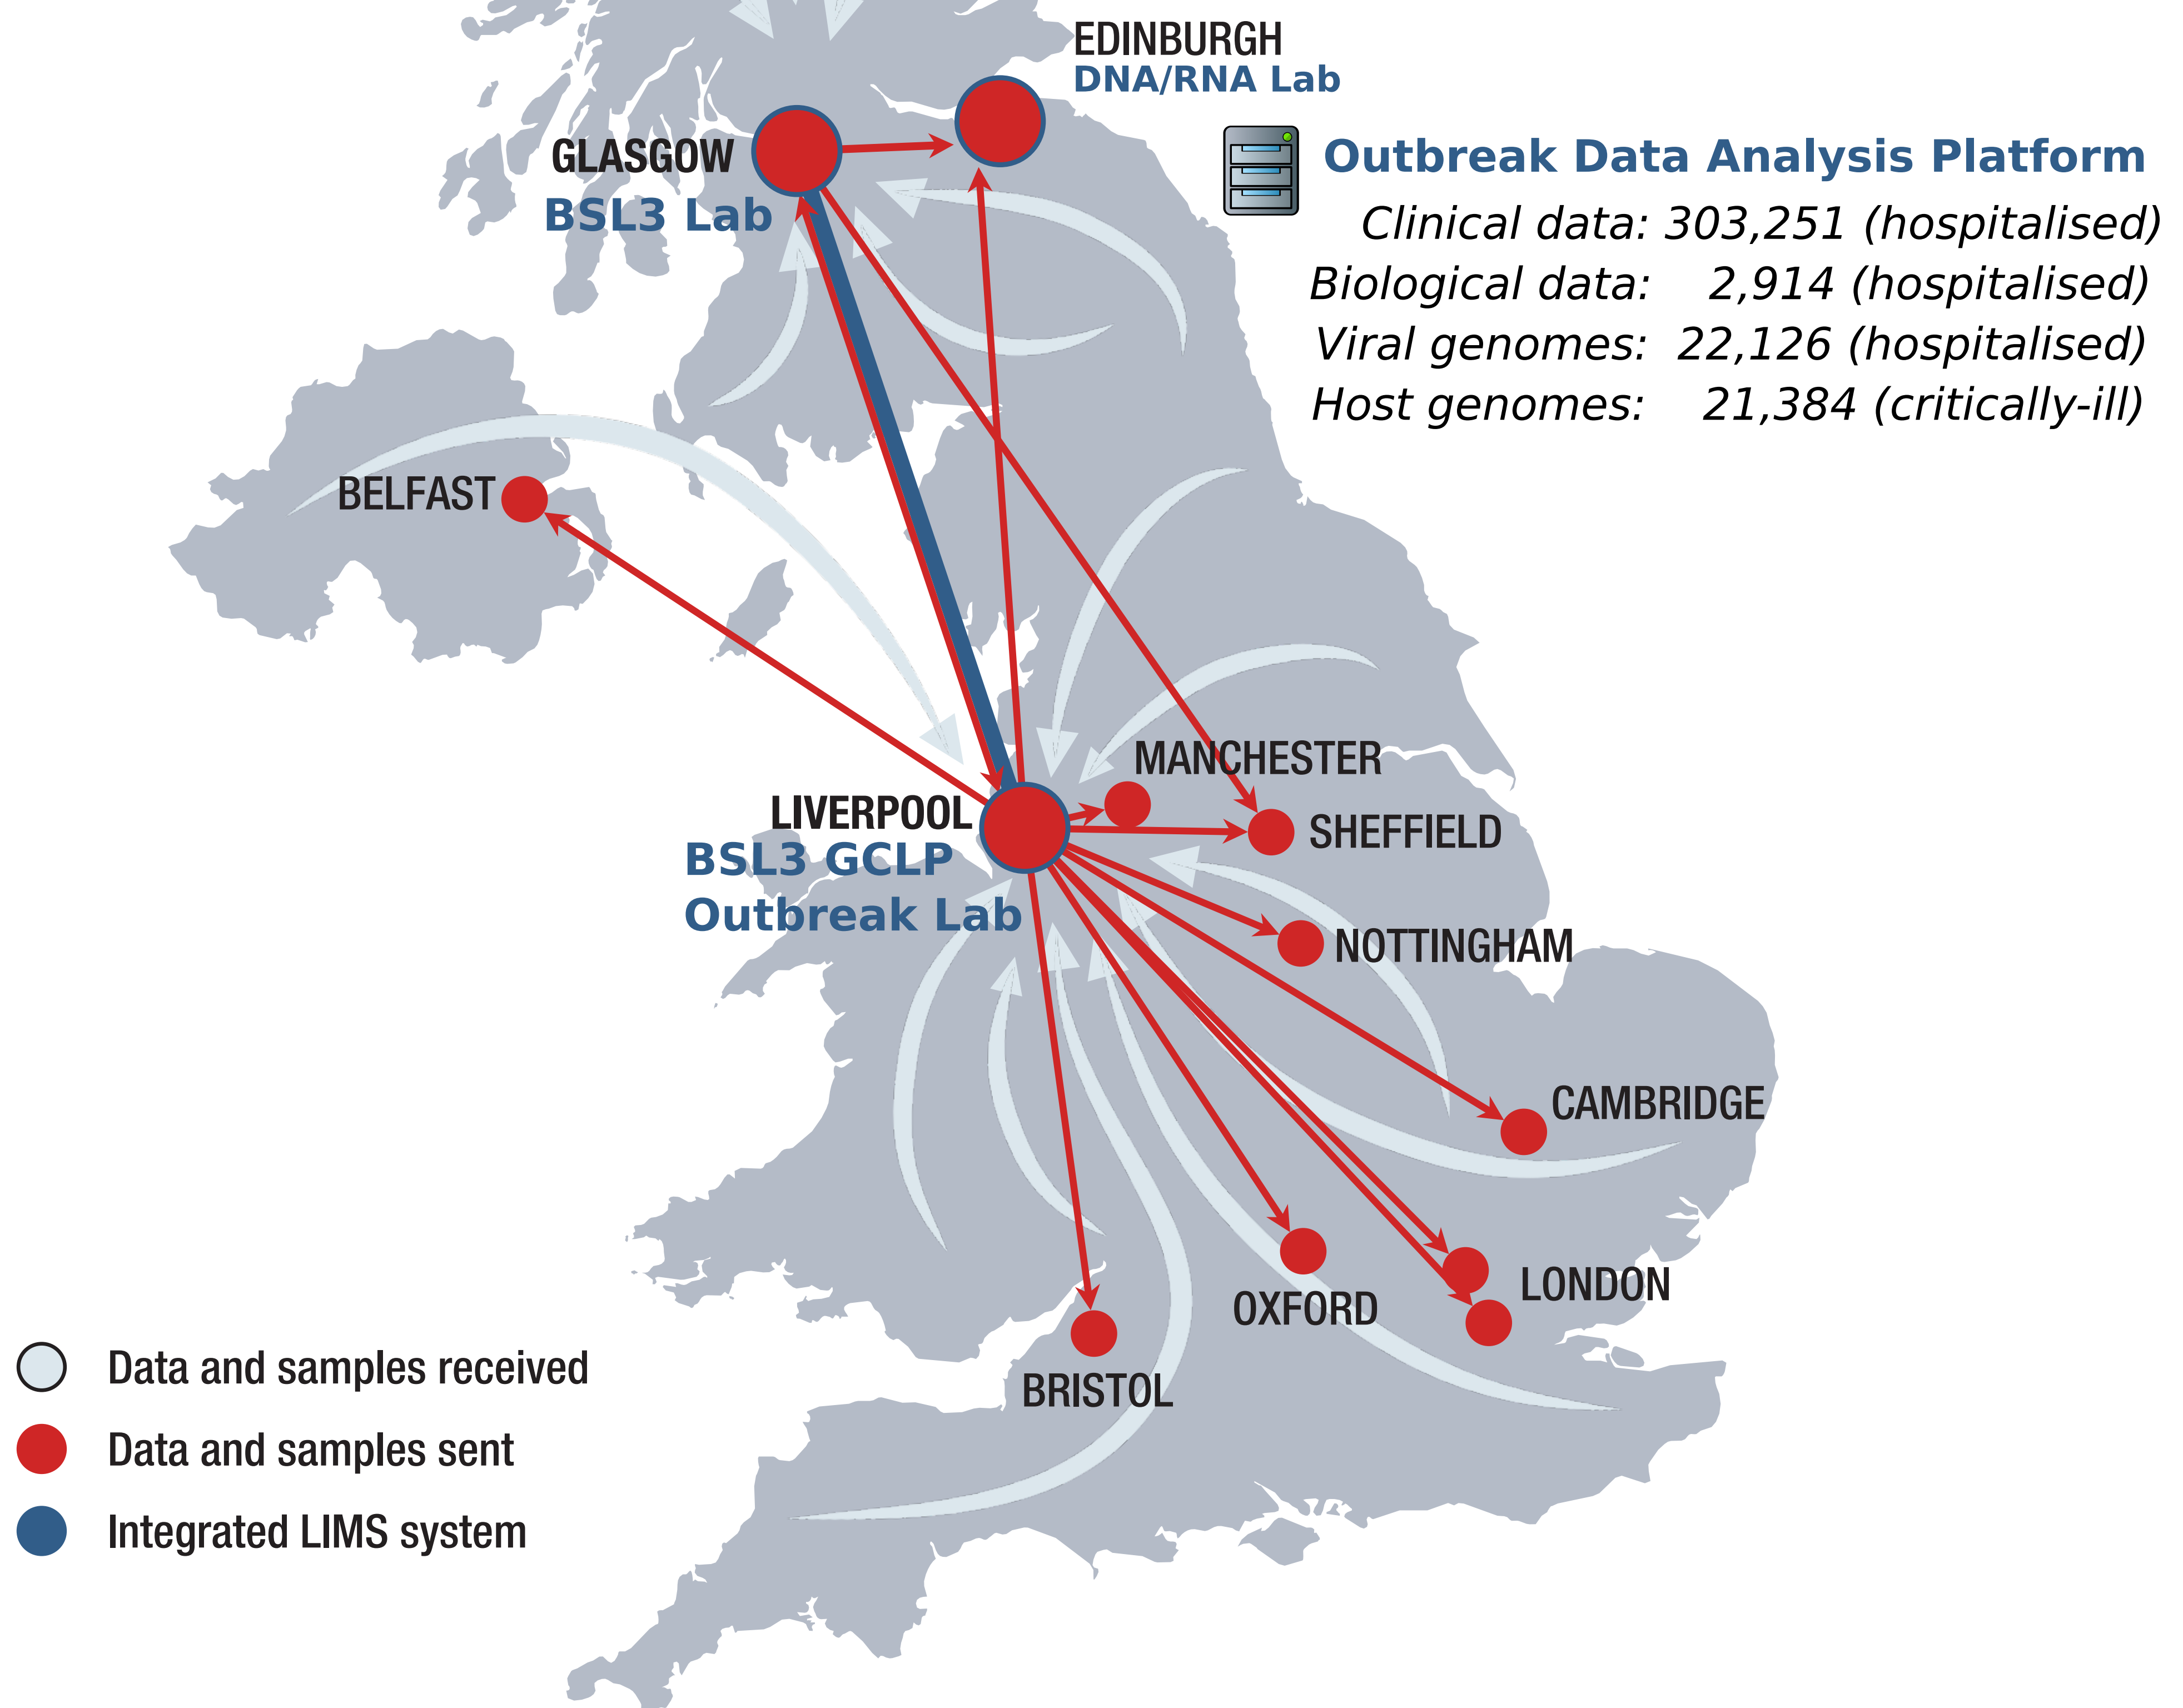 EDINBURGH
DNA/RNA Lab
GLASGOW
BSL3 Lab
Outbreak Data Analysis Platform
Clinical data: 303,251 (hospitalised)
Biological data: 2,914 (hospitalised)
Viral genomes: 22,126 (hospitalised)
Host genomes: 21,384 (critically-ill)
BELFAST
MANCHESTER
LIVERPOOL
BSL3 GCLP
Outbreak Lab
SHEFFIELD
NOTTINGHAM
CAMBRIDGE
LONDON
OXFORD
BRISTOL
Data and samples received
Data and samples sent
Integrated LIMS system